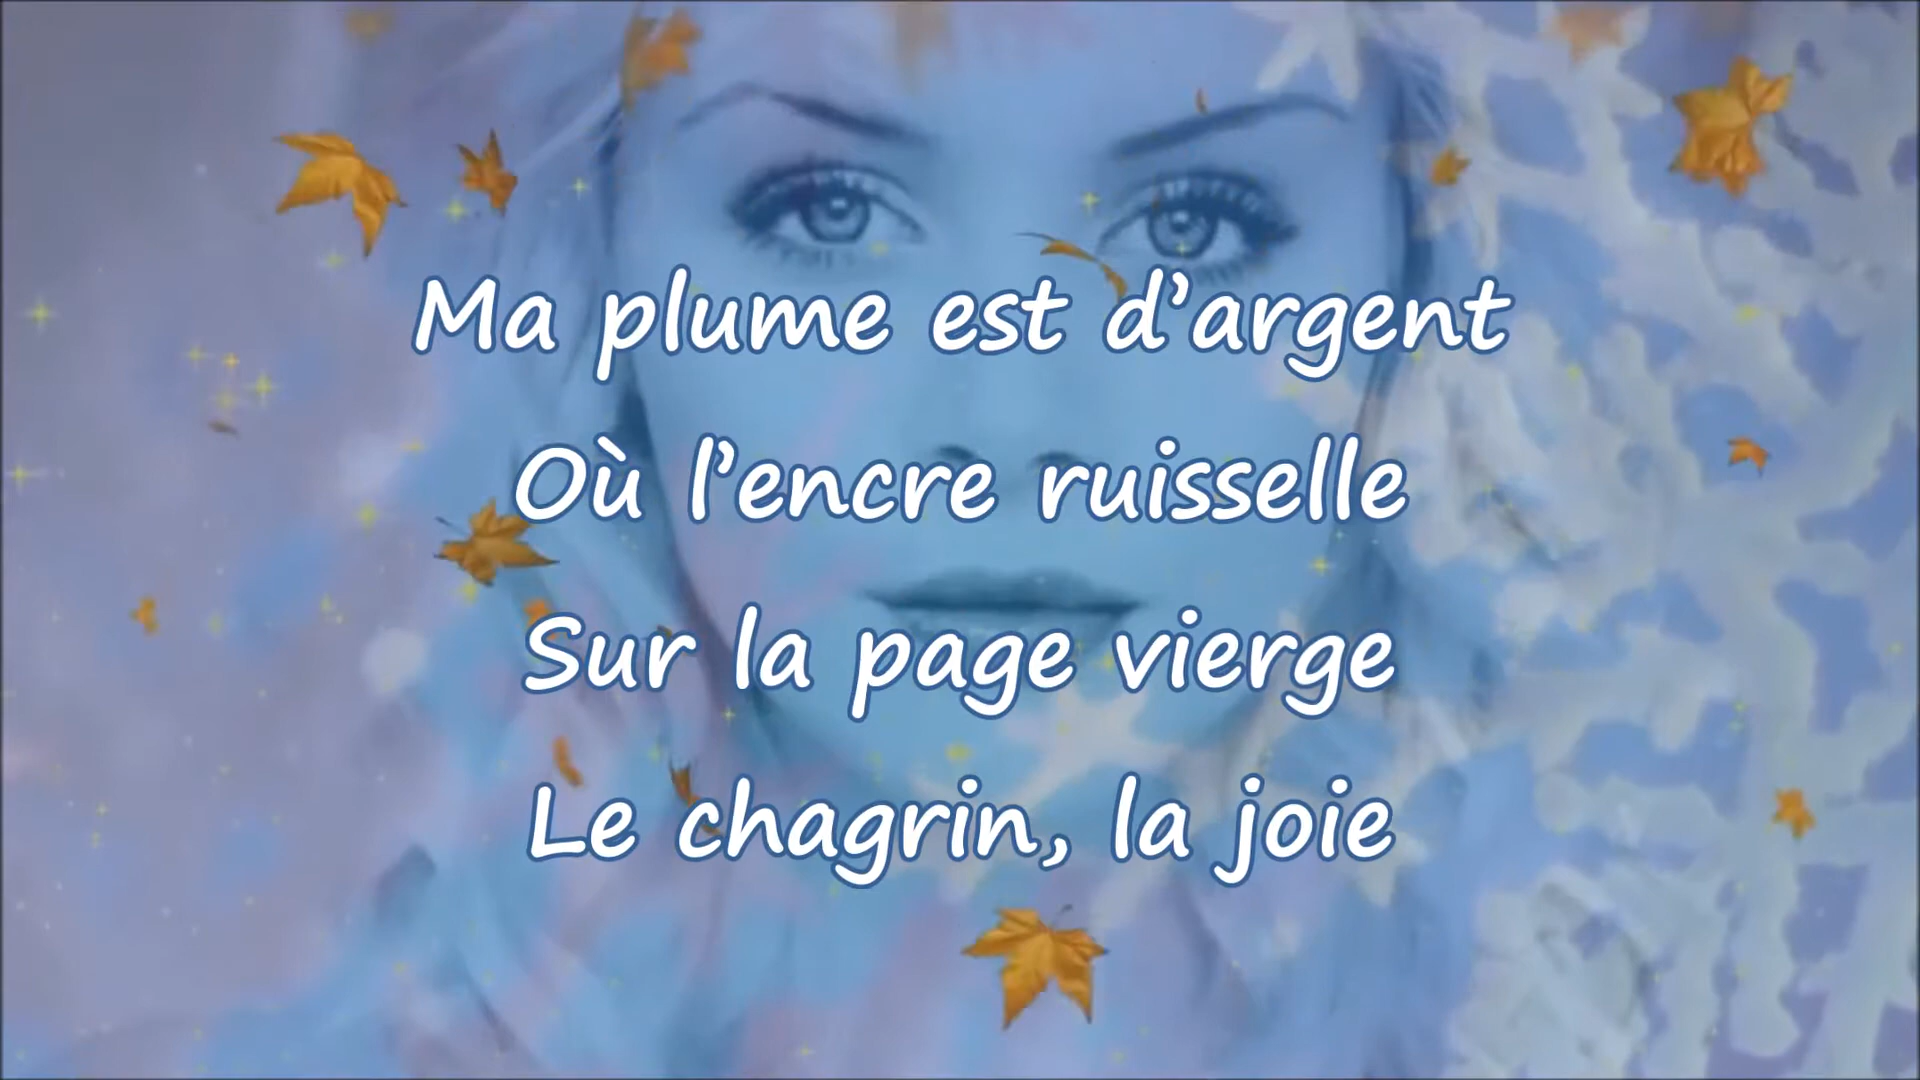 Ma plume est d’argent
Où l’encre ruisselle
Sur la page vierge
Le chagrin, la joie